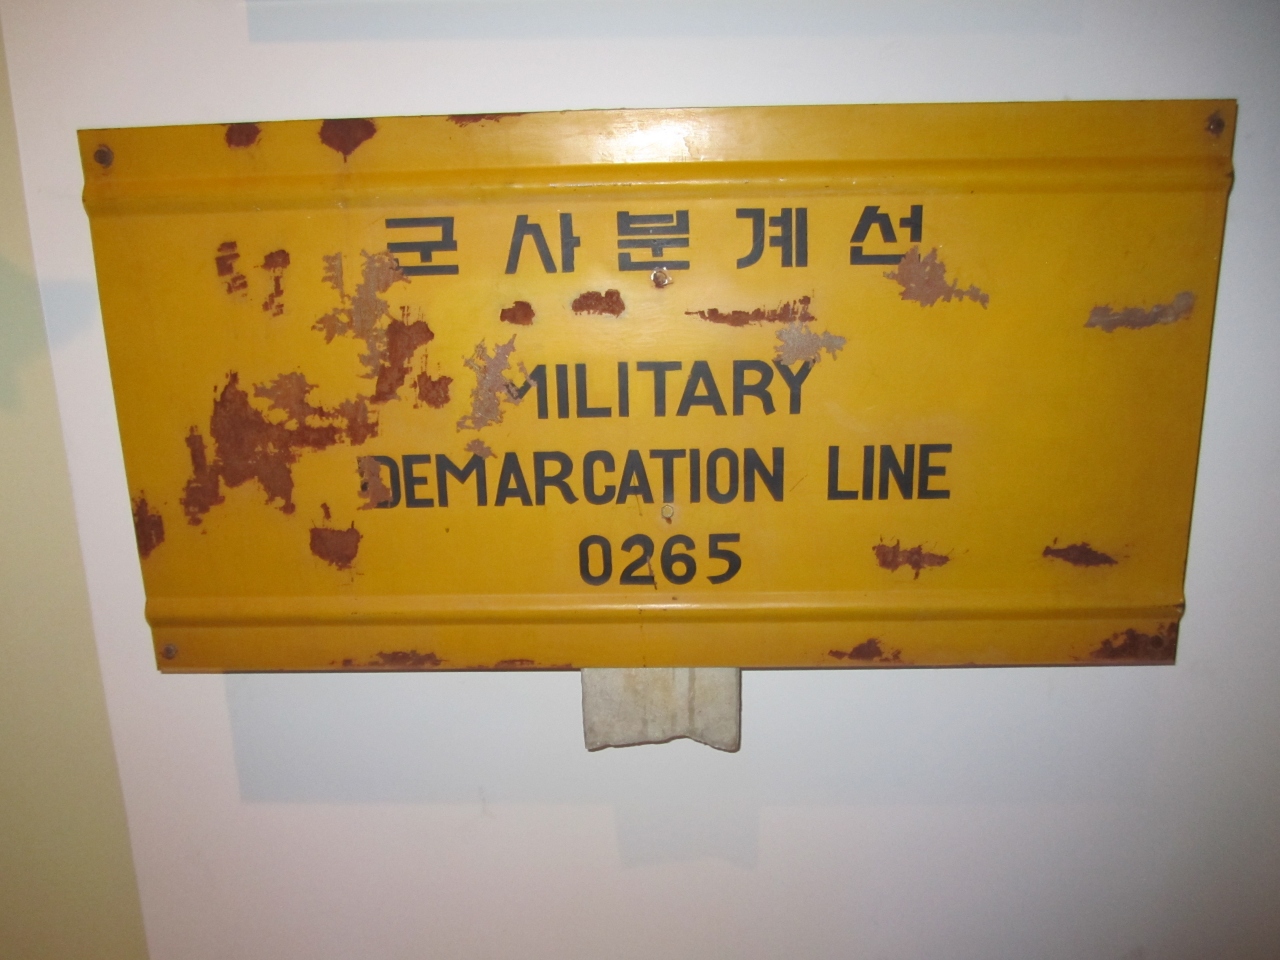 군사분계선
MILITARY
DEMARCATION LINE
0265